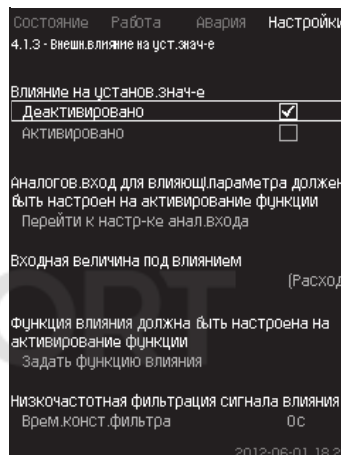 Состояние Работа Авария Настройки
4.1.3 - Внешн.влияние на уст.знач-е
Влияние на установ.знач-е
Деактивировано
Активировано
Аналогов.вход для влияющ.параметра должен
быть настроен на активирование функции
Перейти к настр-ке анал.входа
Входная величина под влиянием
(Расход
Функция влияния должна быть настроена на
активирование функции
Задать функцию влияния
Низкочастотная фильтрация сигнала влияния
Врем.конст.фильтра 0с
2012-06-01 18:2